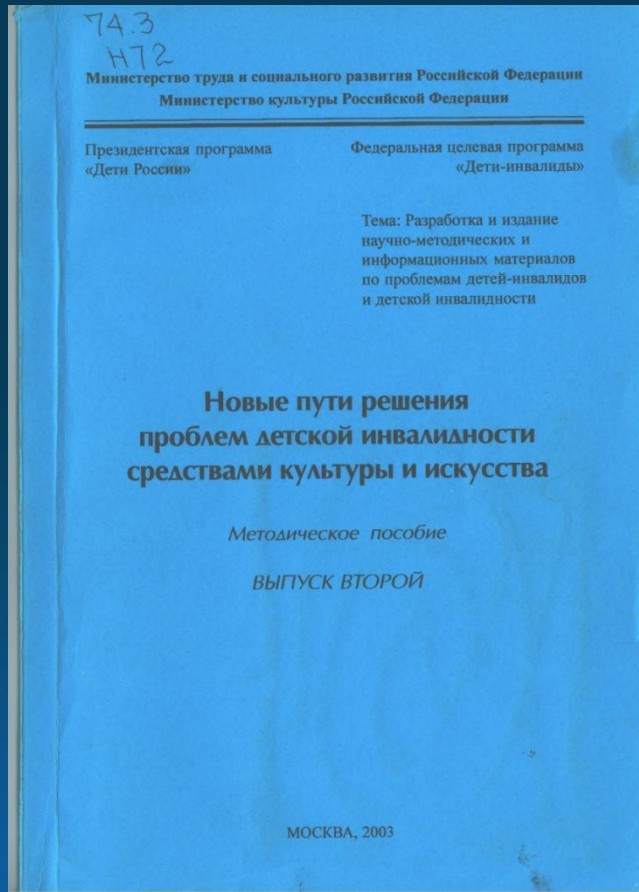 74.3
Н72
Министерство труда и социального развития Российской Федерации
Министерство культуры Российской Федерации
Президентская программа
«Дети России»
Федеральная целевая программа
«Дети-инвалиды»
Тема: Разработка и издание
научно-методических и
информационных материалов
по проблемам детей-инвалидов
и детской инвалидности
Новые пути решения
проблем детской инвалидности
средствами культуры и искусства
Методическое пособие
ВЫПУСК ВТОРОЙ
МОСКВА, 2003